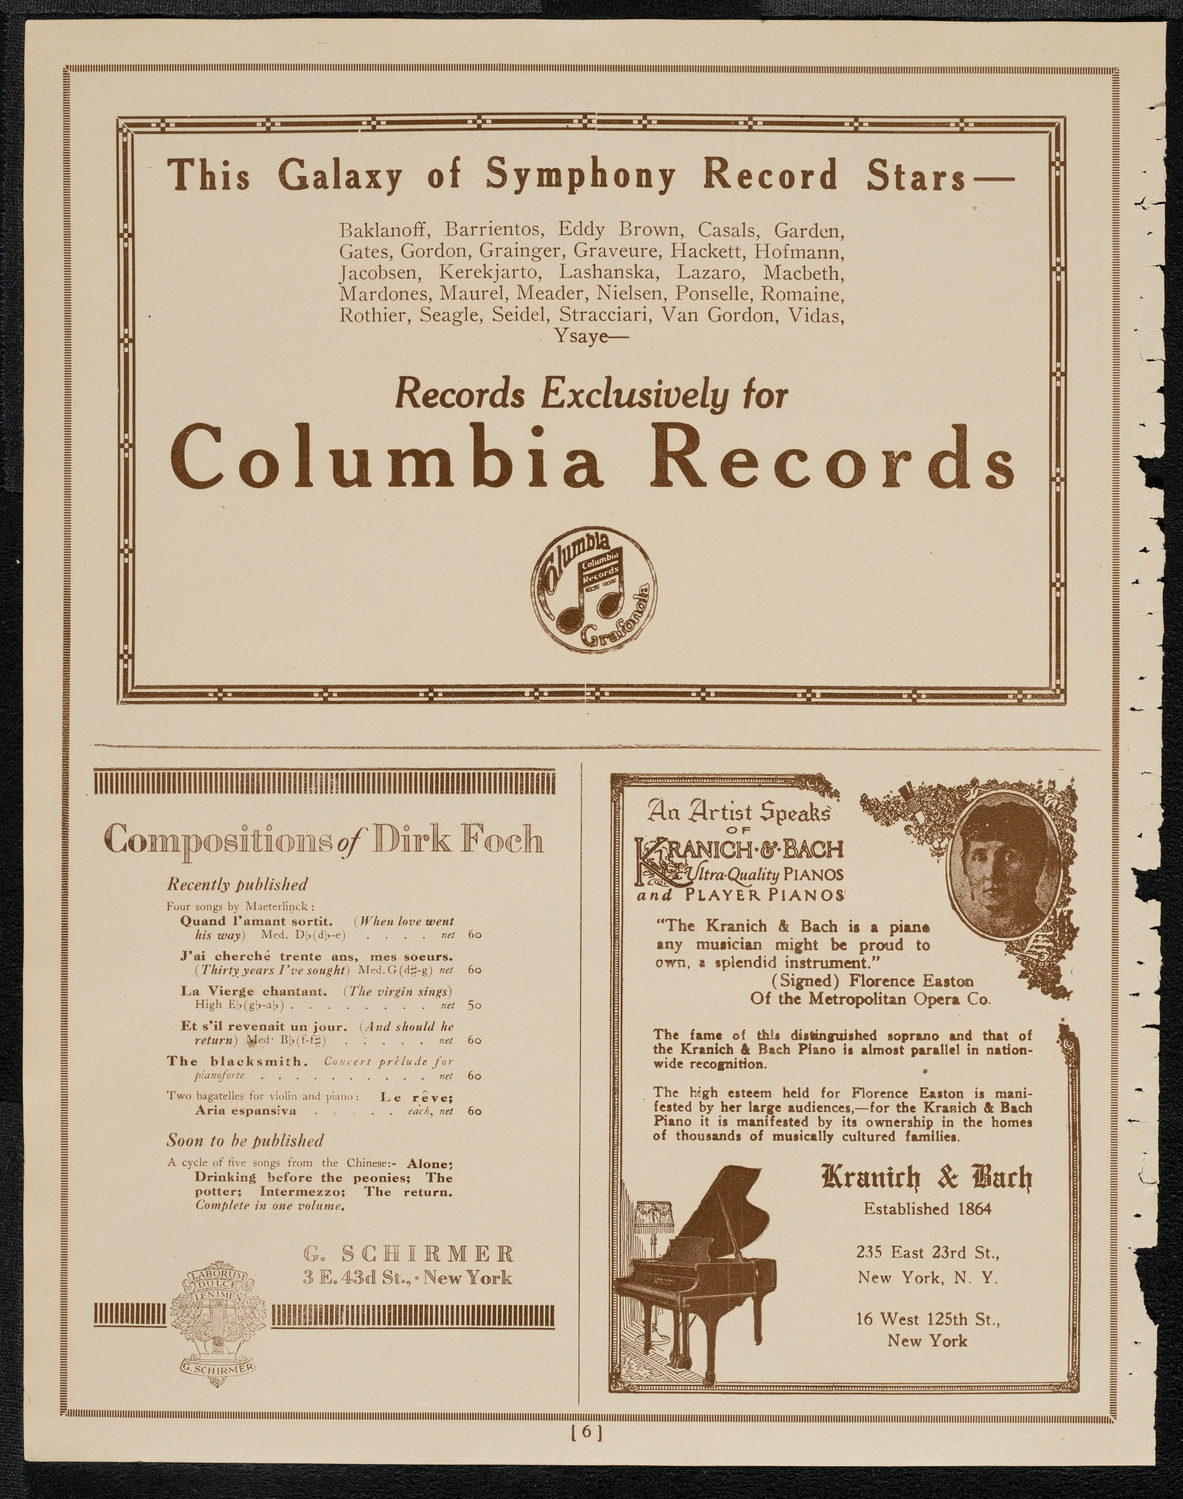 This Galaxy of Symphony Record Stars—
Baklanoff, Barrientos, Eddy Brown, Casals, Garden,
Gates, Gordon, Grainger, Graveure, Hackett, Hofmann,
Jacobsen, Kerekjarto, Lashanska, Lazaro, Macbeth,
Mardones, Maurel, Meader, Nielsen, Ponselle, Romaine,
Rothier, Seagle, Seidel, Stracciari, Van Gordon, Vidas,
Ysaye—
Records Exclusively for
Columbia Records
Columbia
Columbia
Records
Grafonola
Compositions of Dirk Foch
Recently published
Four songs by Maeterlinck:
Quand l'amant sortit. (When love went
his way) Med. D♭(d♭-e) . . . . net 60
J'ai cherché trente ans, mes soeurs.
(Thirty years I've sought) Med. G (d♯-g) net 60
La Vierge chantant. (The virgin sings)
High E♭(g♭-a♭) . . . . . . . . net 50
Et s'il revenait un jour. (And should he
return) Med. B♭(f-f♯) . : . . . net 60
The blacksmith. Concert prélude for
pianoforte . . . . . . . . . . net 60
Two bagatelles for violin and piano: Le rêve;
Aria espansiva . . . . . each, net 60
Soon to be published
A cycle of five songs from the Chinese:- Alone;
Drinking before the peonies; The
potter; Intermezzo; The return.
Complete in one volume.
G. SCHIRMER
3 E. 43d St., · New York
LABORUM
DULCE
LENIMEN
G. SCHIRMER
An Artist Speaks
OF
KRANICH·&·BACH
Ultra-Quality PIANOS
and PLAYER PIANOS
"The Kranich & Bach is a piano
any musician might be proud to
own, a splendid instrument."
(Signed) Florence Easton
Of the Metropolitan Opera Co.
The fame of this distinguished soprano and that of
the Kranich & Bach Piano is almost parallel in nation-
wide recognition.
The high esteem held for Florence Easton is mani-
fested by her large audiences,—for the Kranich & Bach
Piano it is manifested by its ownership in the homes
of thousands of musically cultured families.
Kranich & Bach
Established 1864
235 East 23rd St.,
New York, N. Y.
16 West 125th St.,
New York
[ 6 ]